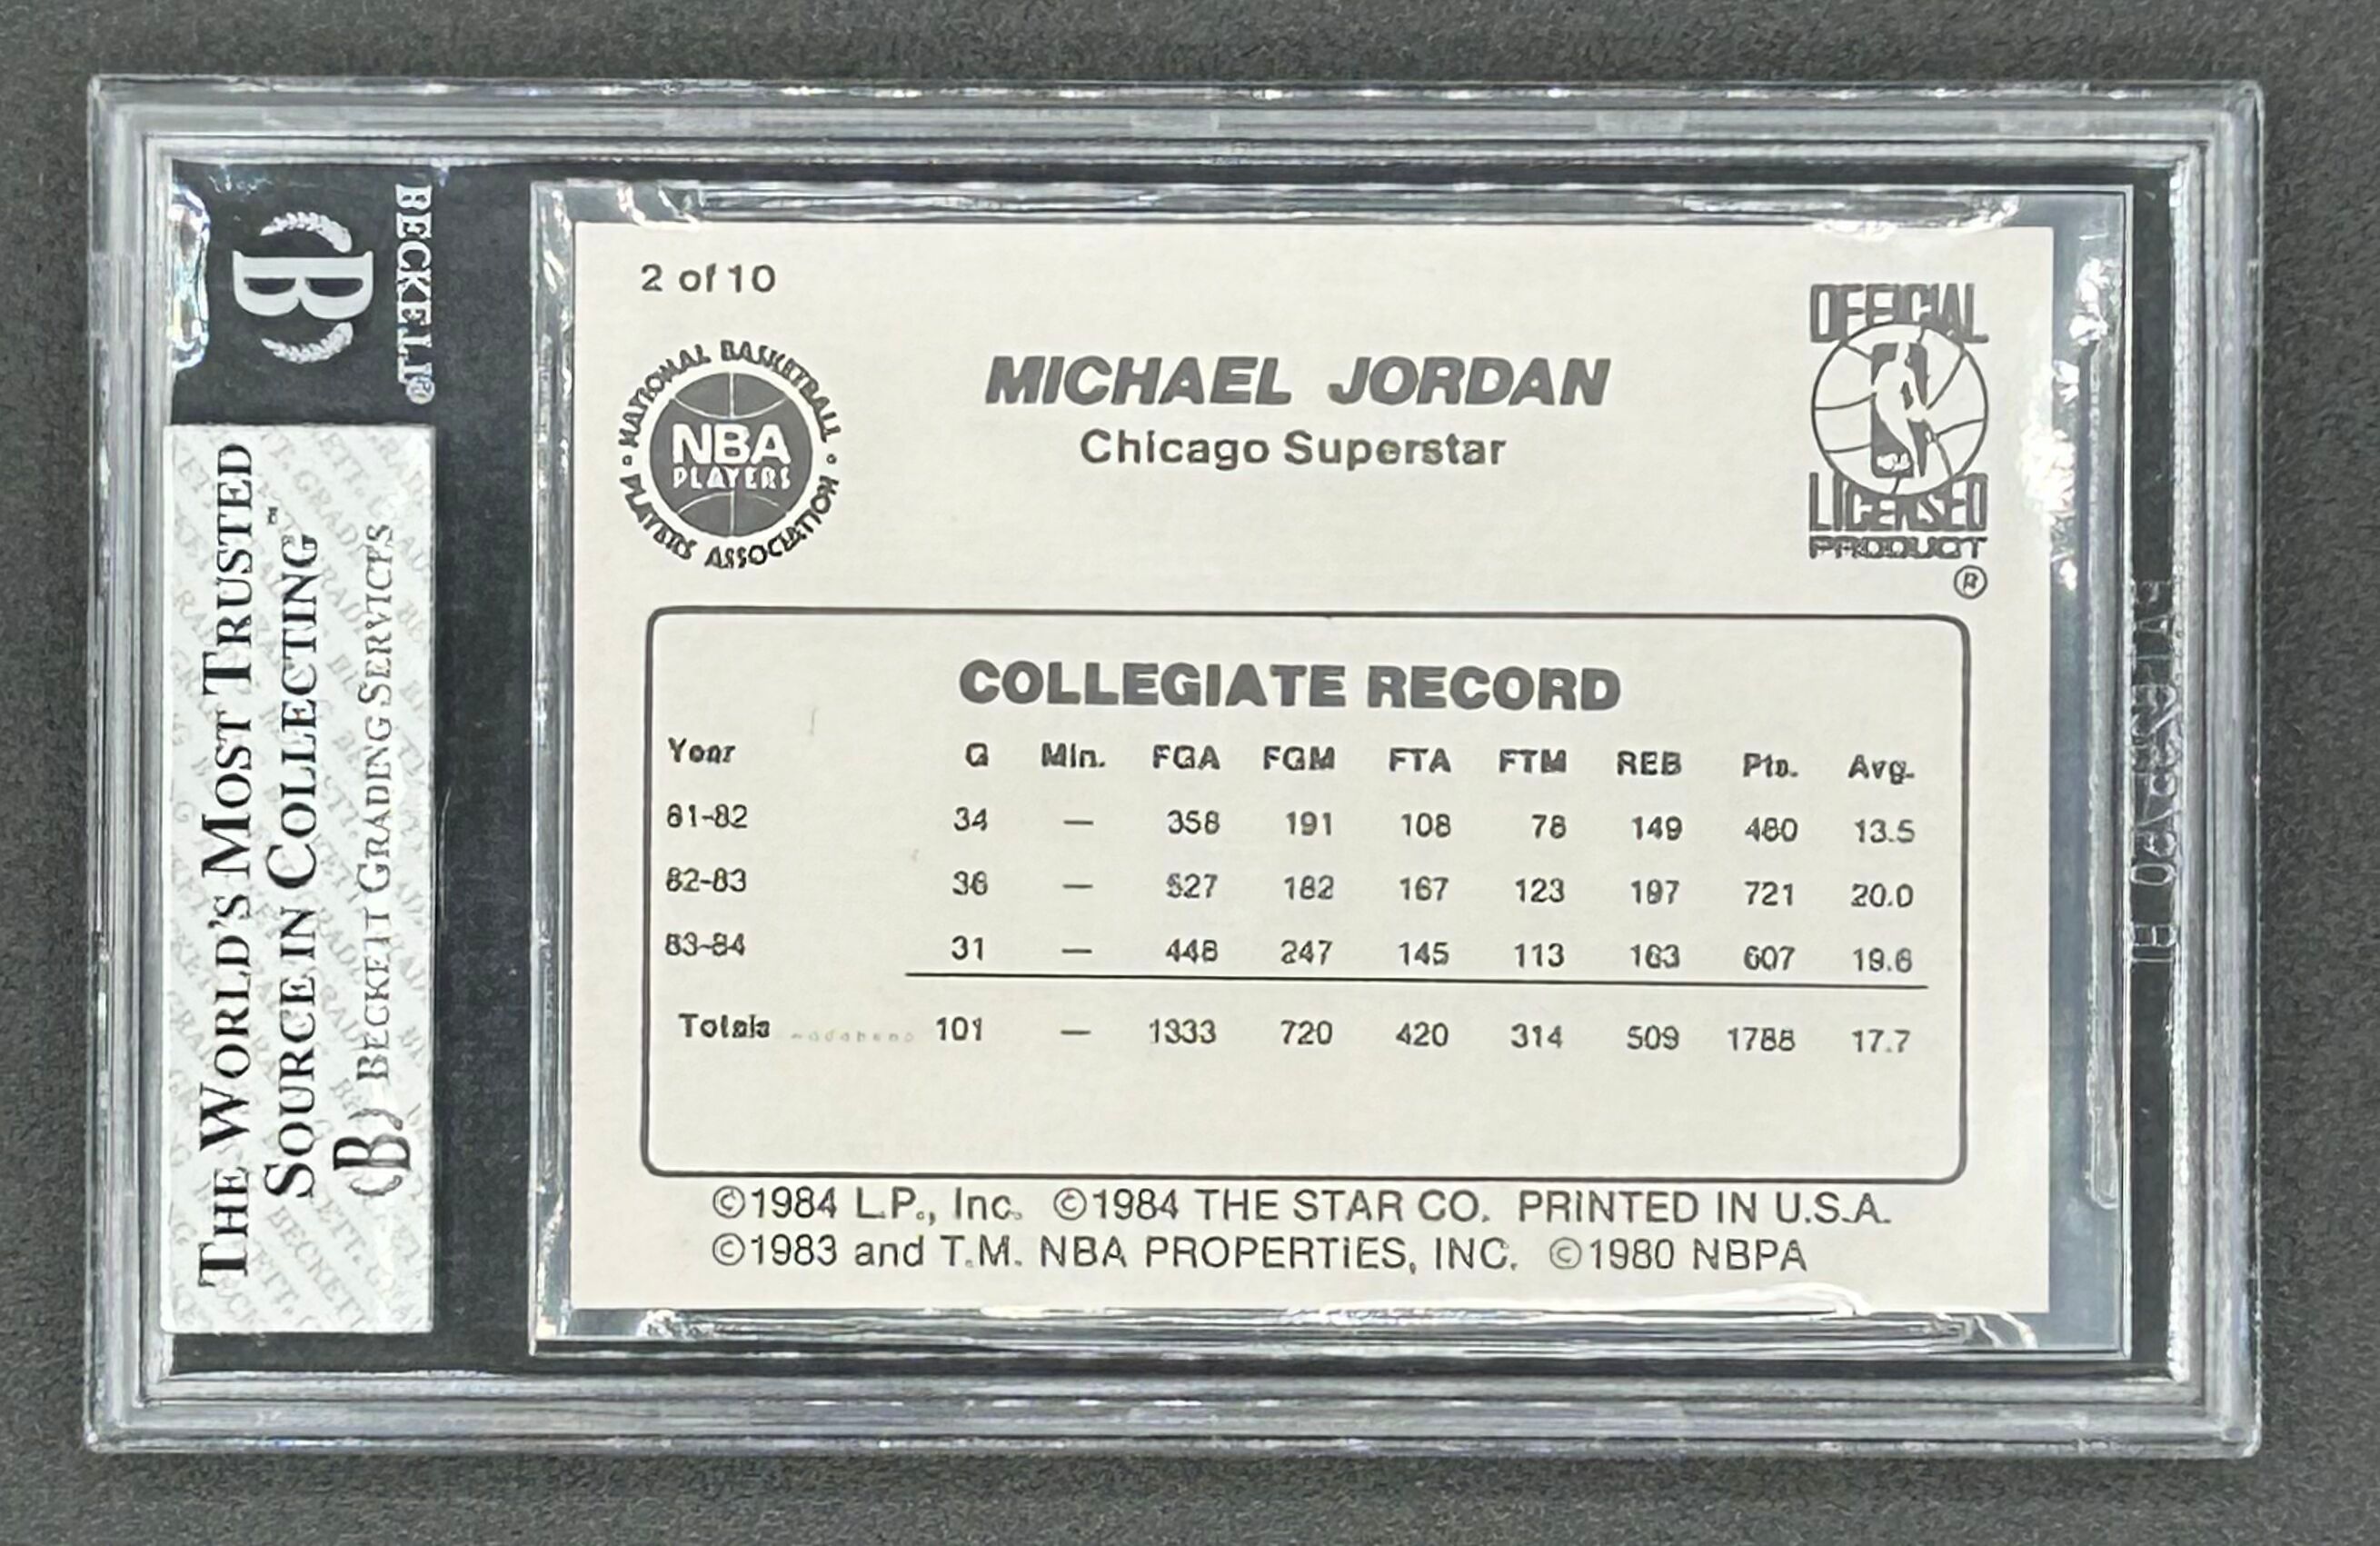 BECKETT®
B
THE WORLD'S MOST TRUSTED
SOURCE IN COLLECTING™
B BECKETT GRADING SERVICES
2 of 10
· NATIONAL BASKETBALL · PLAYERS ASSOCIATION
NBA
PLAYERS
MICHAEL JORDAN
Chicago Superstar
OFFICIAL
LICENSED
PRODUCT
®
COLLEGIATE RECORD
Year G Min. FGA FGM FTA FTM REB Pts. Avg.
81-82 34 — 358 191 108 78 149 460 13.5
82-83 36 — 527 182 167 123 197 721 20.0
83-84 31 — 448 247 145 113 163 607 19.6
Totals 101 — 1333 720 420 314 509 1788 17.7
©1984 L.P., Inc. ©1984 THE STAR CO. PRINTED IN U.S.A.
©1983 and T.M. NBA PROPERTIES, INC. ©1980 NBPA